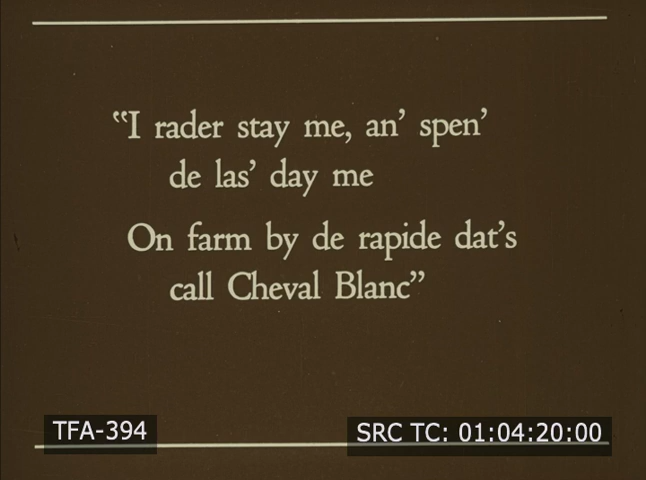 “I rader stay me, an’ spen’
de las’ day me
On farm by de rapide dat’s
call Cheval Blanc”
TFA-394
SRC TC: 01:04:20:00